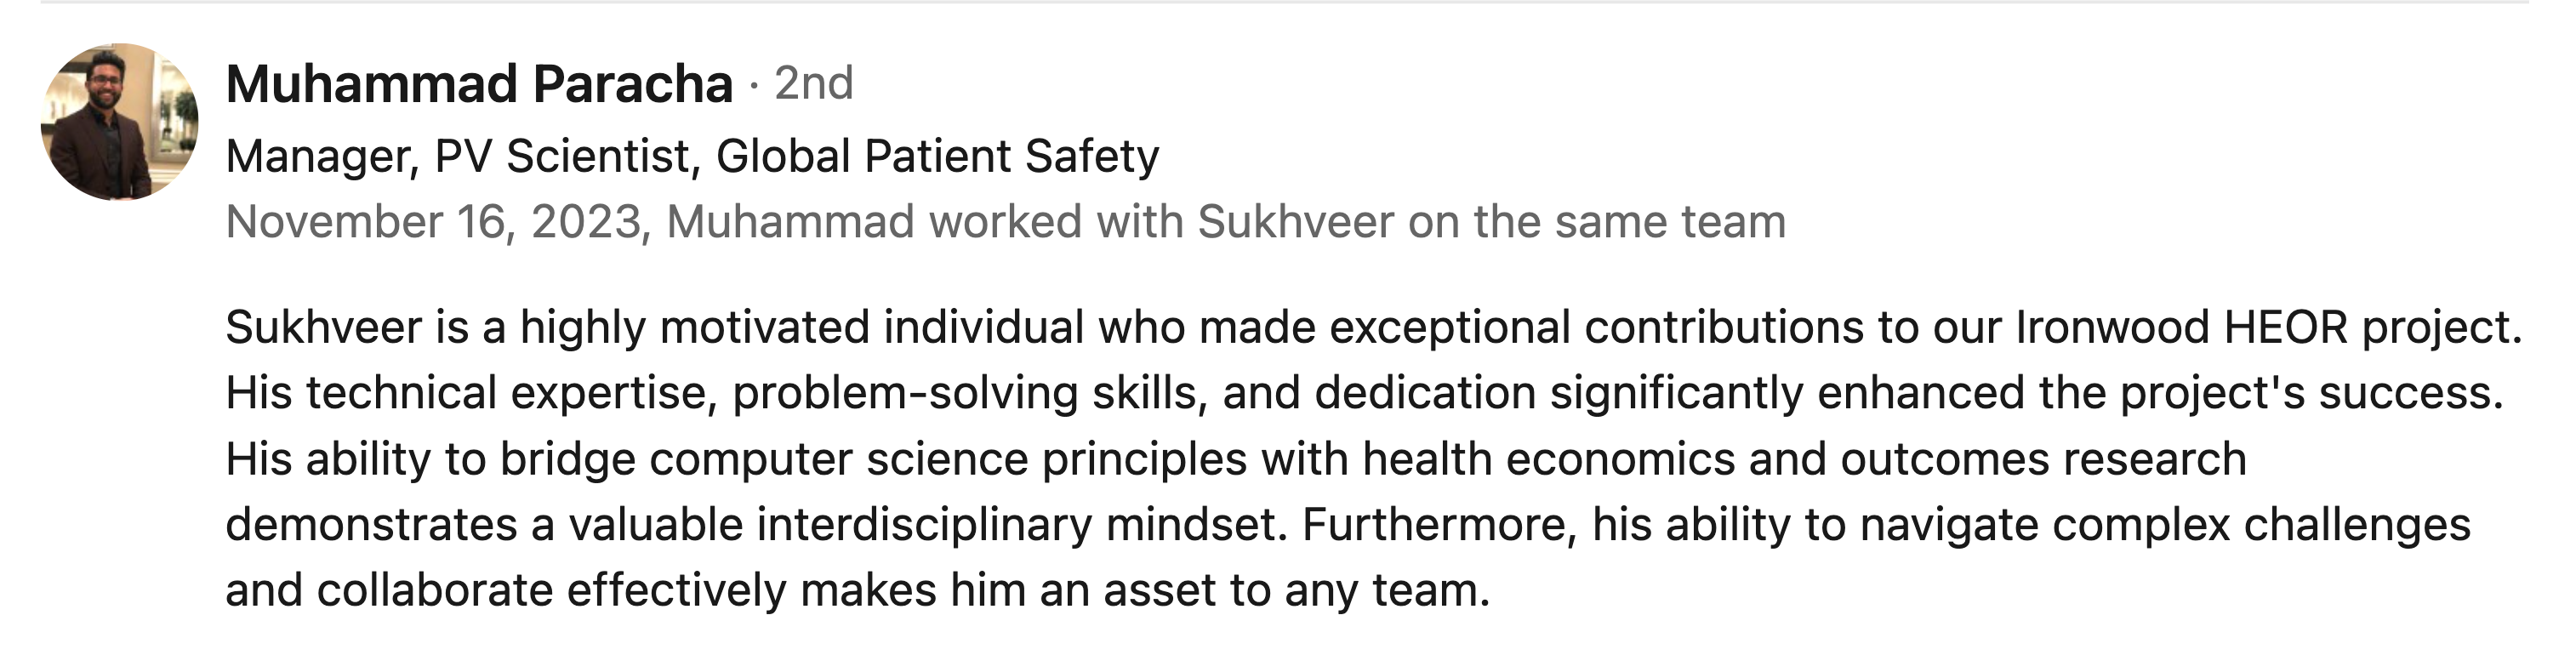 Muhammad Paracha · 2nd
Manager, PV Scientist, Global Patient Safety
November 16, 2023, Muhammad worked with Sukhveer on the same team
Sukhveer is a highly motivated individual who made exceptional contributions to our Ironwood HEOR project.
His technical expertise, problem-solving skills, and dedication significantly enhanced the project's success.
His ability to bridge computer science principles with health economics and outcomes research
demonstrates a valuable interdisciplinary mindset. Furthermore, his ability to navigate complex challenges
and collaborate effectively makes him an asset to any team.